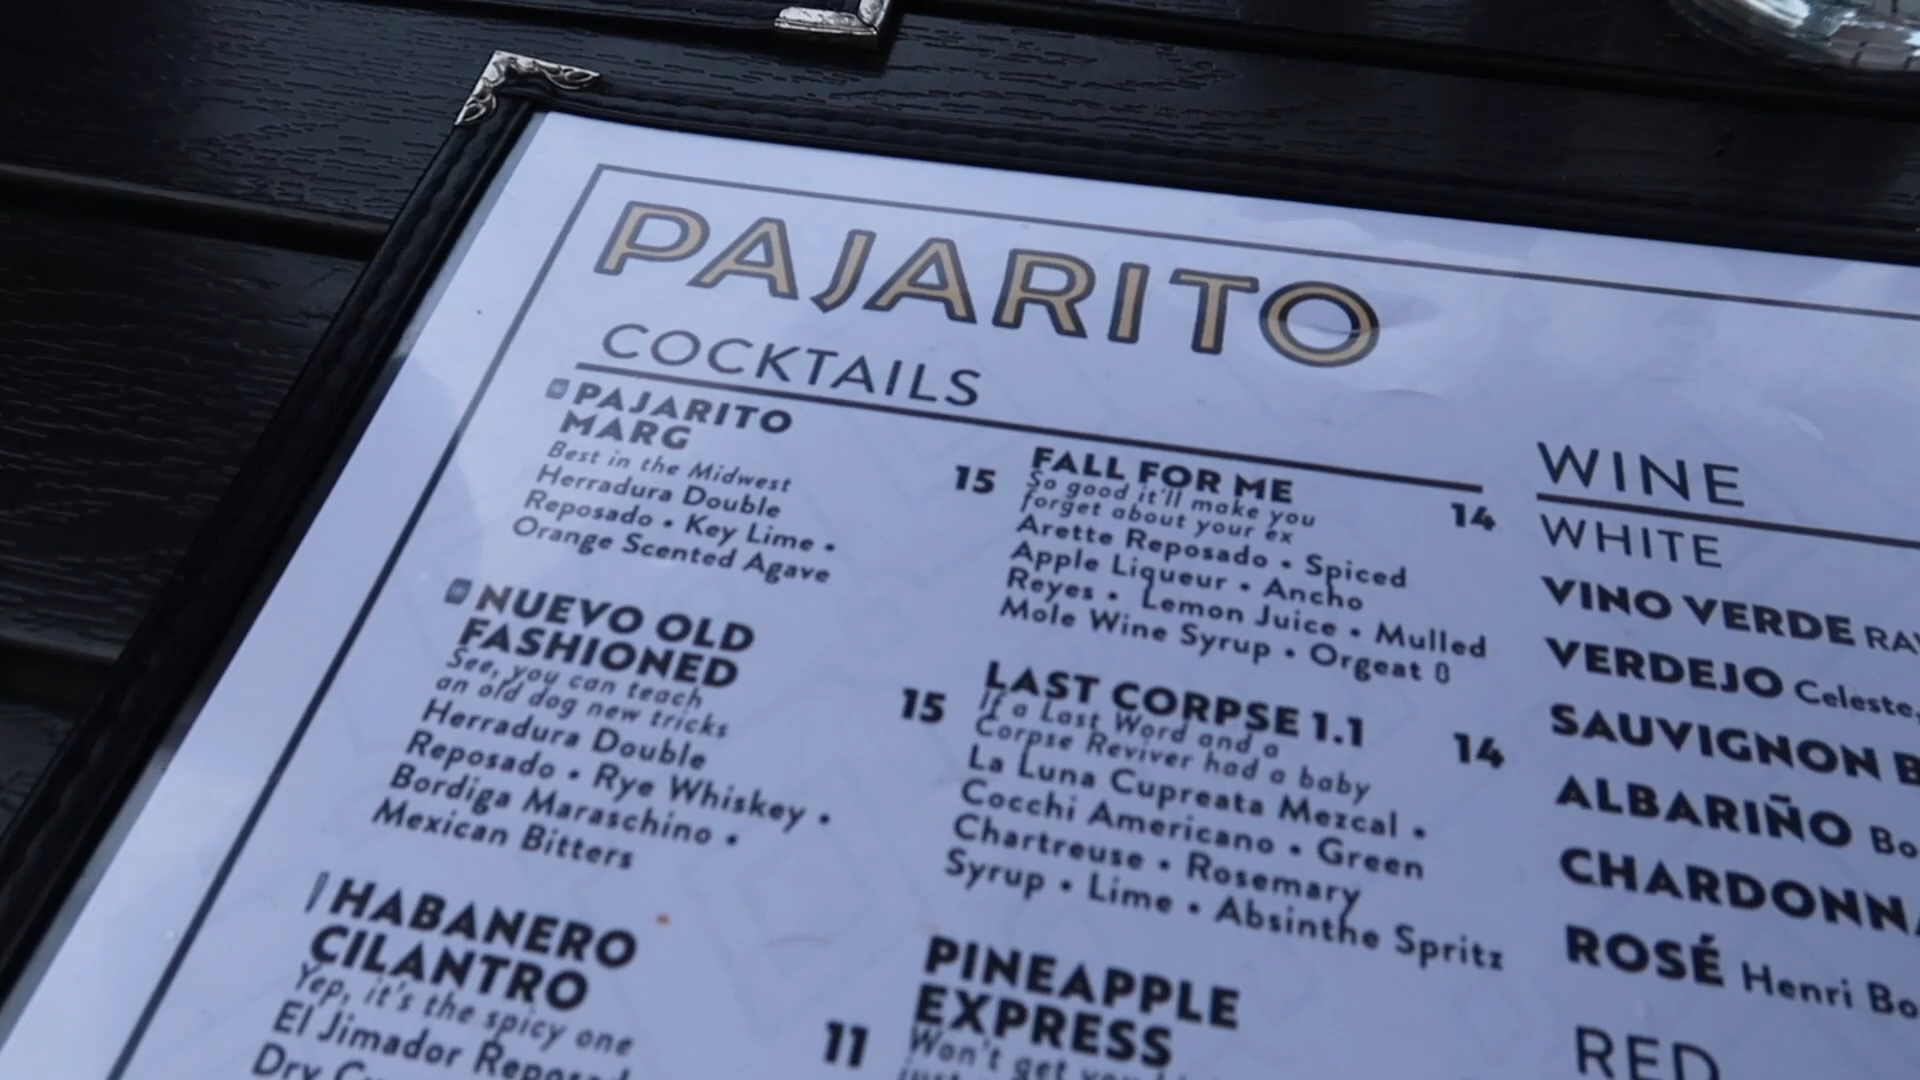 PAJARITO
COCKTAILS
PAJARITO
MARG
Best in the Midwest
Herradura Double
Reposado • Key Lime •
Orange Scented Agave
15
NUEVO OLD
FASHIONED
See, you can teach
an old dog new tricks
Herradura Double
Reposado • Rye Whiskey •
Bordiga Maraschino •
Mexican Bitters
15
HABANERO
CILANTRO
Yep, it's the spicy one
El Jimador Reposad
Dry
11
FALL FOR ME
So good it'll make you
forget about your ex
Arette Reposado • Spiced
Apple Liqueur • Ancho
Reyes • Lemon Juice • Mulled
Mole Wine Syrup • Orgeat
14
LAST CORPSE 1.1
If a Last Word and a
Corpse Reviver had a baby
La Luna Cupreata Mezcal •
Cocchi Americano • Green
Chartreuse • Rosemary
Syrup • Lime • Absinthe Spritz
14
PINEAPPLE
EXPRESS
Won't get you
WINE
WHITE
VINO VERDE RAV
VERDEJO Celeste,
SAUVIGNON B
ALBARIÑO Bo
CHARDONNA
ROSÉ Henri Bo
RED